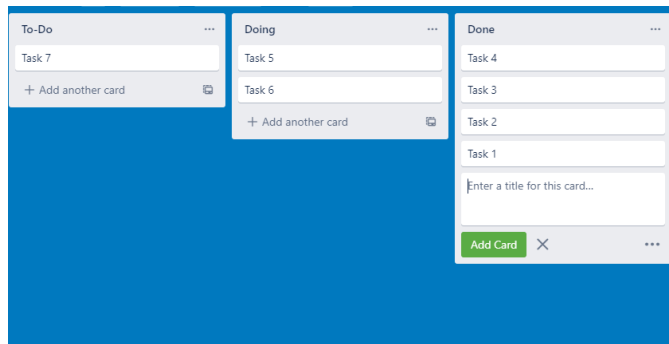 To-Do
Task 7
Add another card
Doing
Task 5
Task 6
Add another card
Done
Task 4
Task 3
Task 2
Task 1
Enter a title for this card...
Add Card